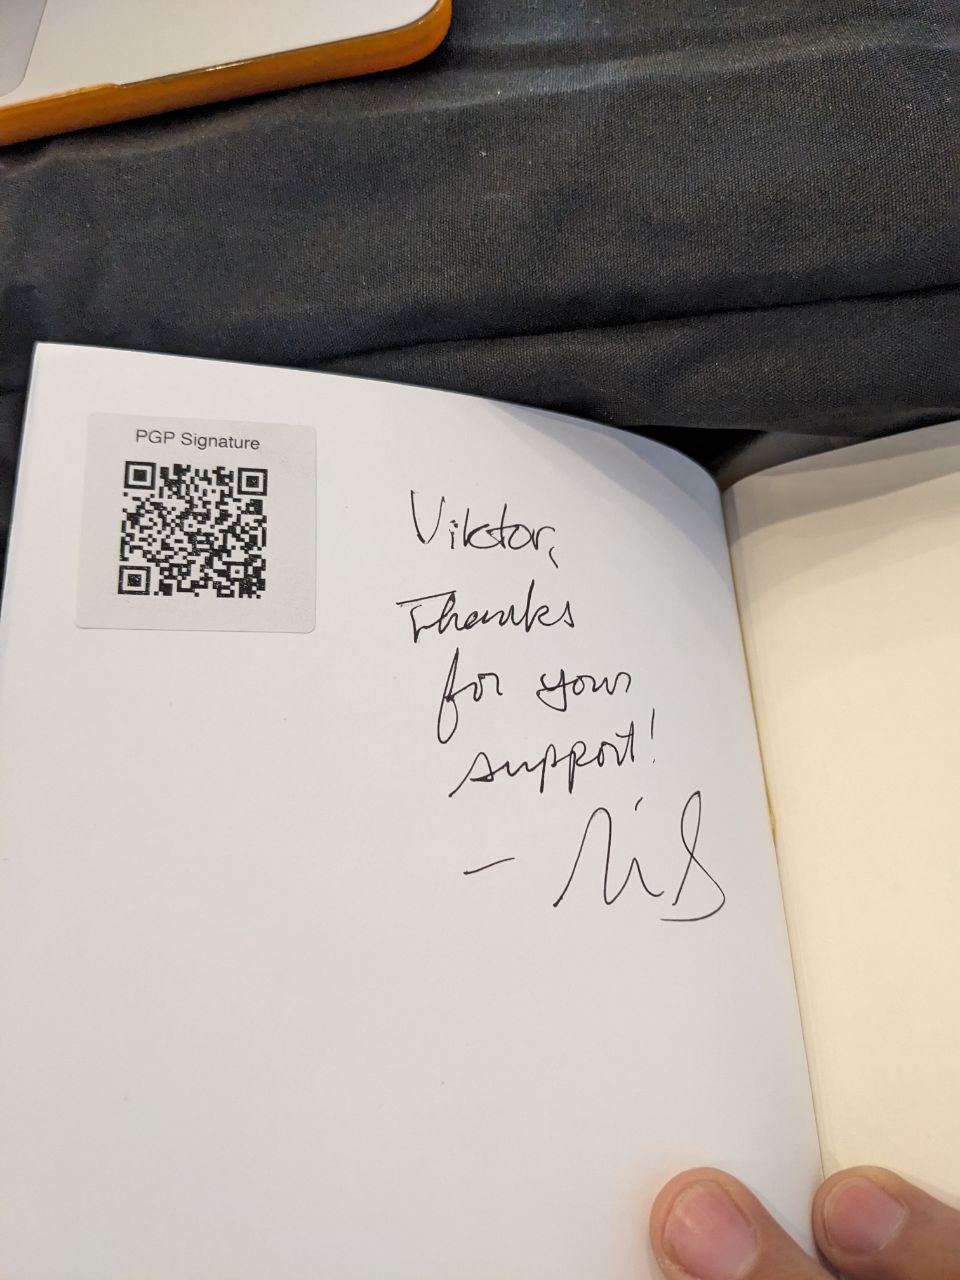 PGP Signature
Viktor,
Thanks
for your
support!